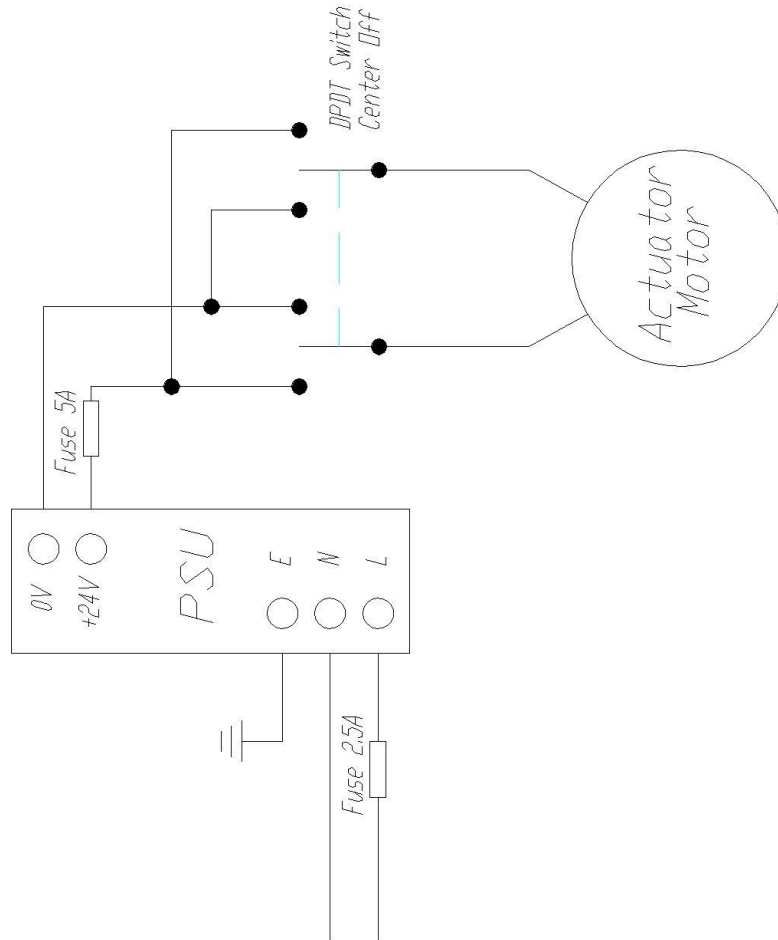 DPDT Switch
Center Off
Actuator
Motor
Fuse 5A
0V
+24V
PSU
E
N
L
Fuse 2.5A